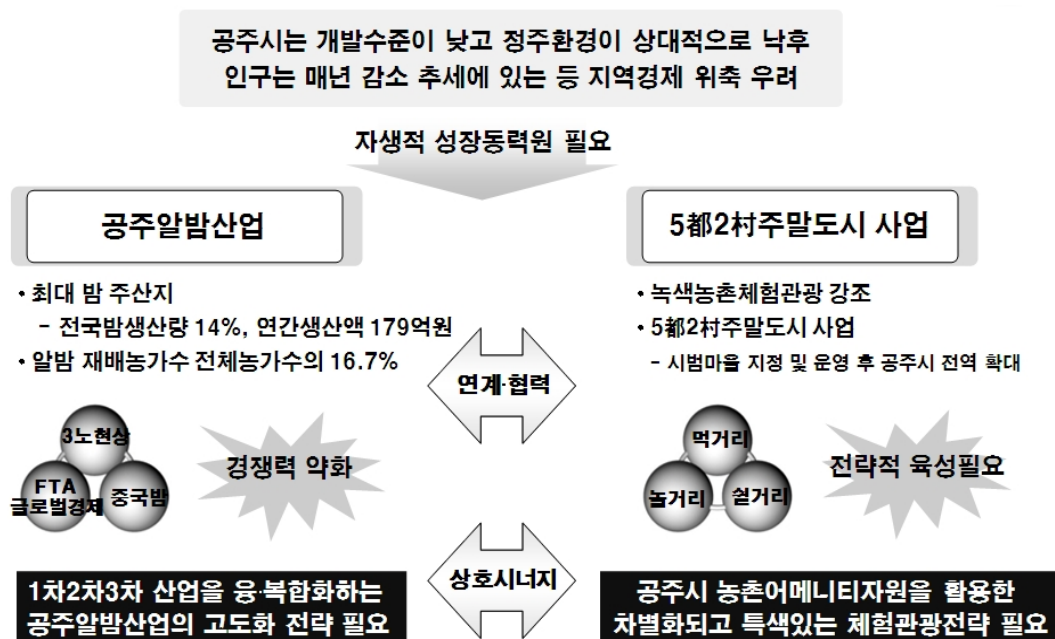 공주시는 개발수준이 낮고 정주환경이 상대적으로 낙후
인구는 매년 감소 추세에 있는 등 지역경제 위축 우려
자생적 성장동력원 필요
공주알밤산업
• 최대 밤 주산지
- 전국밤생산량 14%, 연간생산액 179억원
• 알밤 재배농가수 전체농가수의 16.7%
5都2村주말도시 사업
• 녹색농촌체험관광 강조
• 5都2村주말도시 사업
- 시범마을 지정 및 운영 후 공주시 전역 확대
연계·협력
3노현상
FTA
글로벌경제
중국밤
경쟁력 약화
먹거리
놀거리
쉴거리
전략적 육성필요
상호시너지
1차2차3차 산업을 융·복합화하는
공주알밤산업의 고도화 전략 필요
공주시 농촌어메니티자원을 활용한
차별화되고 특색있는 체험관광전략 필요